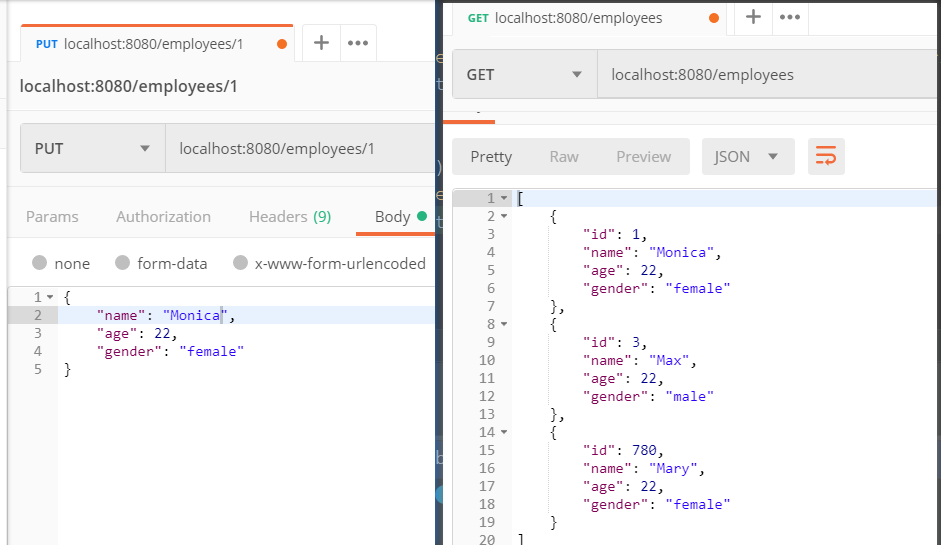 PUT localhost:8080/employees/1
+ •••
localhost:8080/employees/1
PUT localhost:8080/employees/1
Params Authorization Headers (9) Body
none form-data x-www-form-urlencoded
1 {
2 "name": "Monica",
3 "age": 22,
4 "gender": "female"
5 }
GET localhost:8080/employees
+ •••
GET localhost:8080/employees
Pretty Raw Preview JSON
1 [
2 {
3 "id": 1,
4 "name": "Monica",
5 "age": 22,
6 "gender": "female"
7 },
8 {
9 "id": 3,
10 "name": "Max",
11 "age": 22,
12 "gender": "male"
13 },
14 {
15 "id": 780,
16 "name": "Mary",
17 "age": 22,
18 "gender": "female"
19 }
20 ]